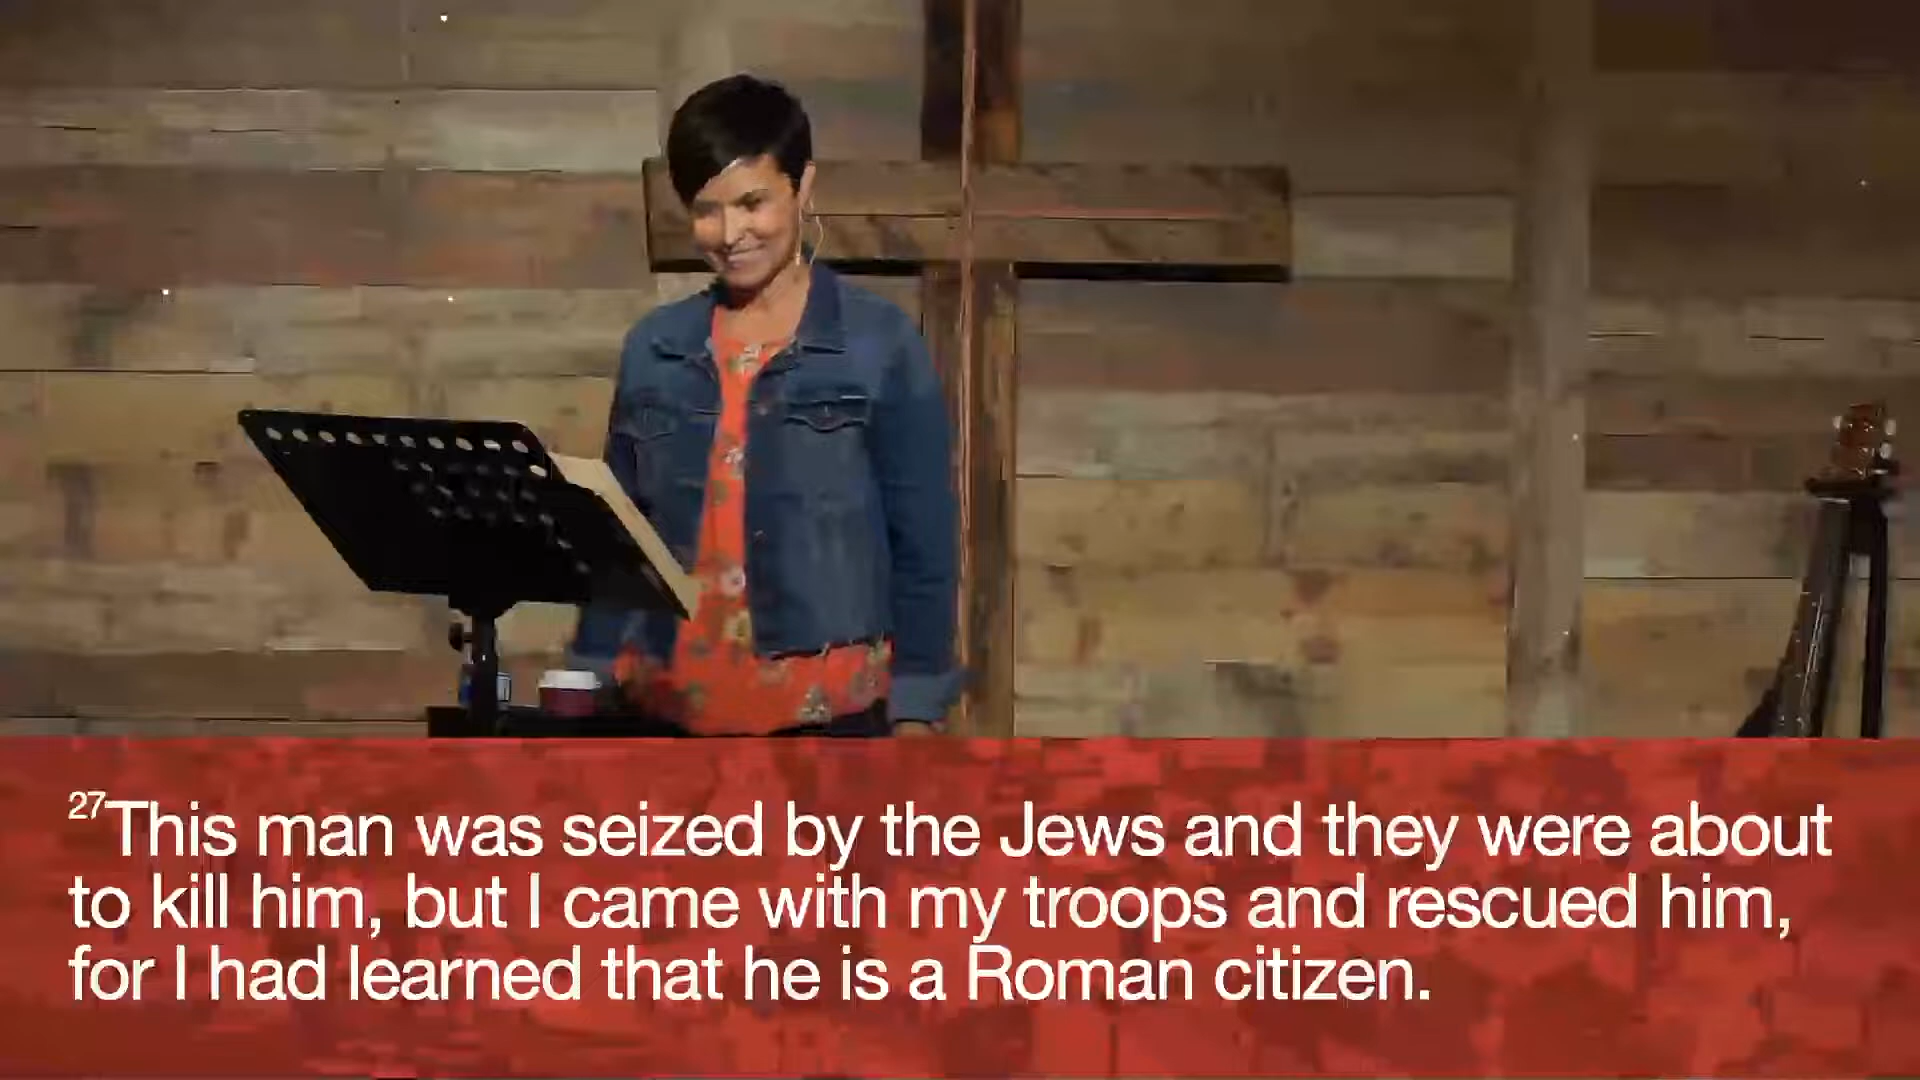 27This man was seized by the Jews and they were about
to kill him, but I came with my troops and rescued him,
for I had learned that he is a Roman citizen.